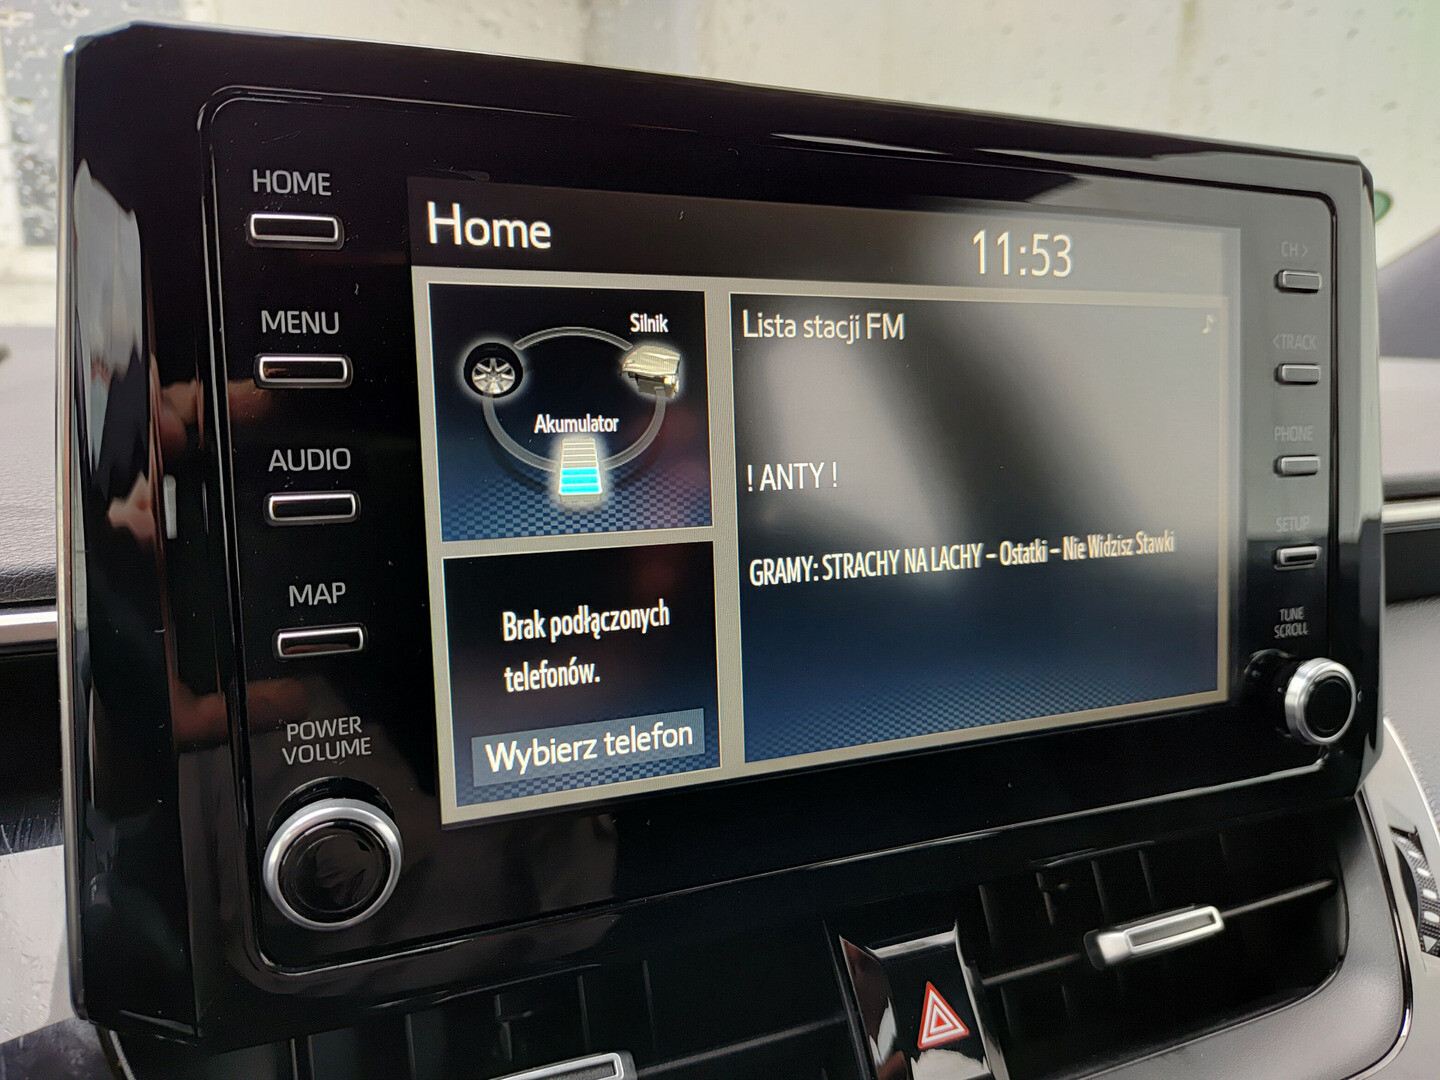 HOME
MENU
AUDIO
MAP
POWER
VOLUME
Home
11:53
Silnik
Akumulator
Brak podłączonych
telefonów.
Wybierz telefon
Lista stacji FM
! ANTY !
GRAMY: STRACHY NA LACHY – Ostatki – Nie Widzisz Stawki
CH >
< TRACK
PHONE
SETUP
TUNE
SCROLL